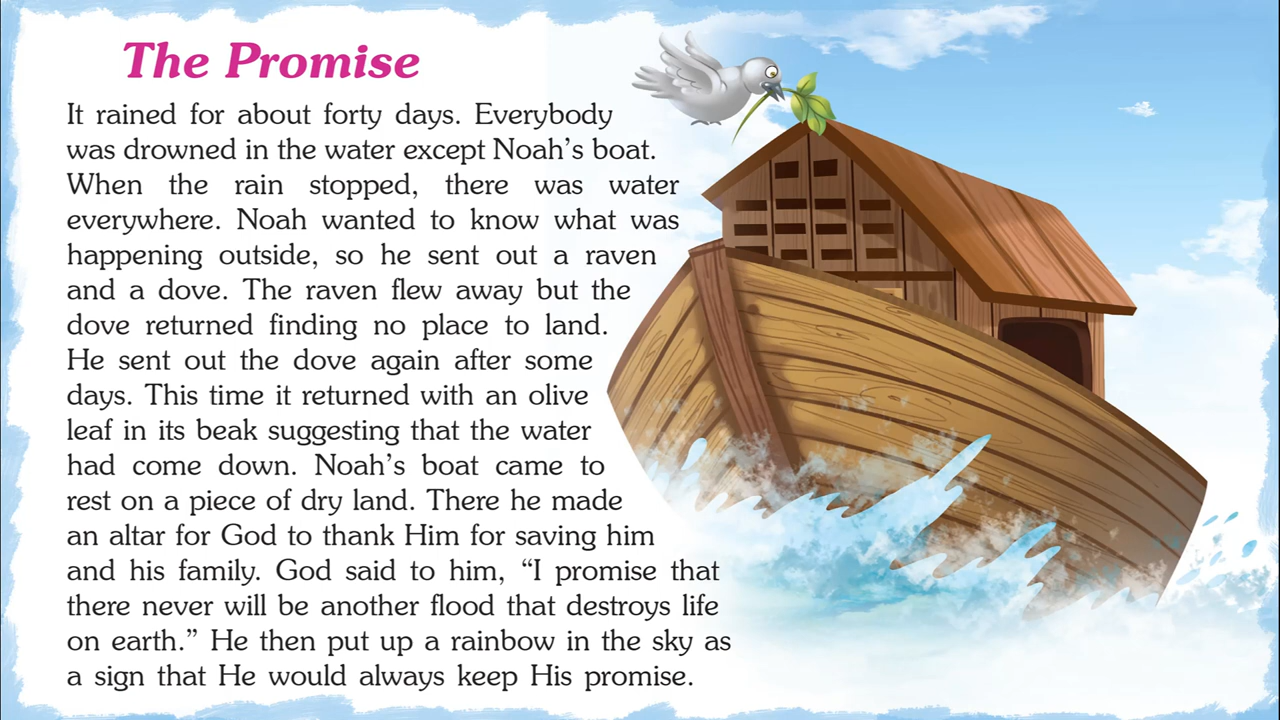 The Promise
It rained for about forty days. Everybody
was drowned in the water except Noah's boat.
When the rain stopped, there was water
everywhere. Noah wanted to know what was
happening outside, so he sent out a raven
and a dove. The raven flew away but the
dove returned finding no place to land.
He sent out the dove again after some
days. This time it returned with an olive
leaf in its beak suggesting that the water
had come down. Noah's boat came to
rest on a piece of dry land. There he made
an altar for God to thank Him for saving him
and his family. God said to him, “I promise that
there never will be another flood that destroys life
on earth.” He then put up a rainbow in the sky as
a sign that He would always keep His promise.